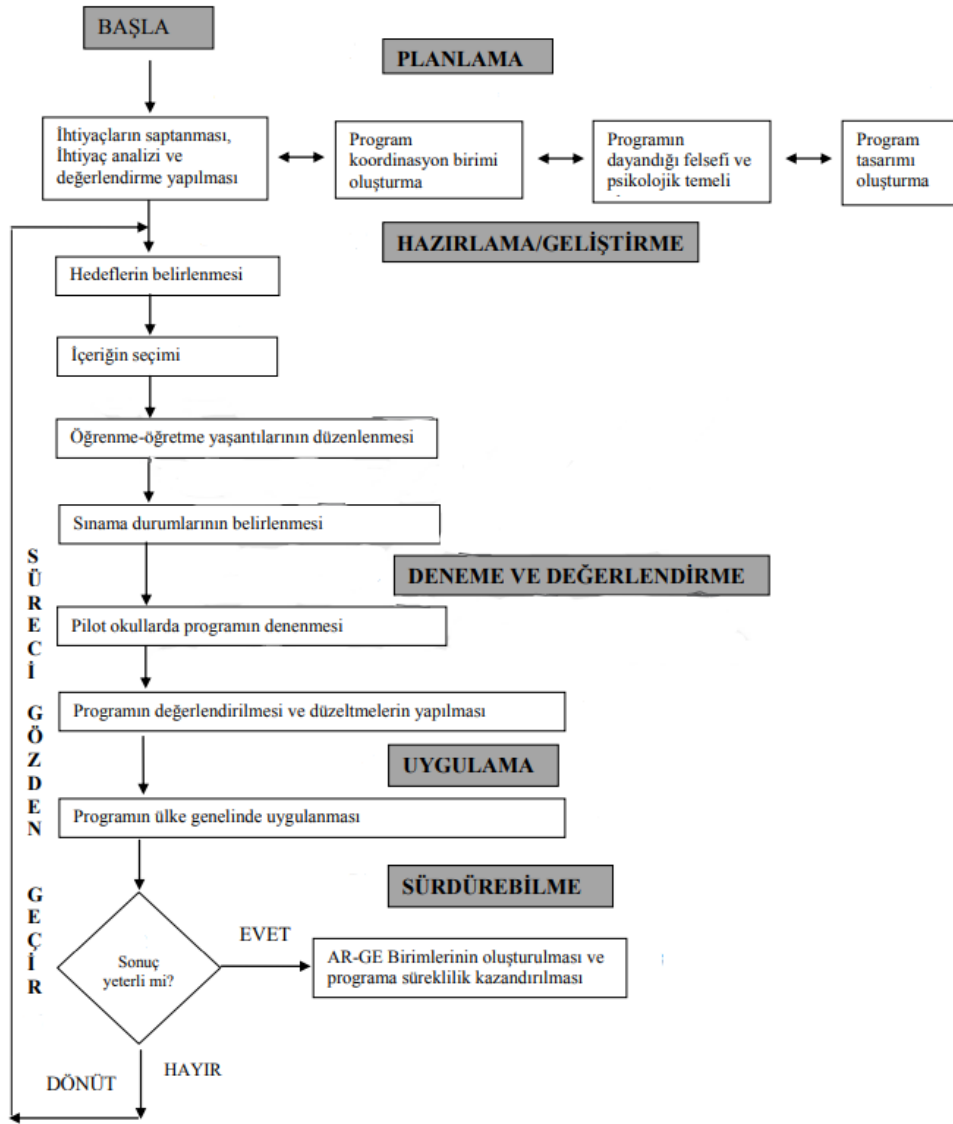 BAŞLA
PLANLAMA
İhtiyaçların saptanması,
İhtiyaç analizi ve
değerlendirme yapılması
Program
koordinasyon birimi
oluşturma
Programın
dayandığı felsefi ve
psikolojik temeli
Program
tasarımı
oluşturma
HAZIRLAMA/GELİŞTİRME
Hedeflerin belirlenmesi
İçeriğin seçimi
Öğrenme-öğretme yaşantılarının düzenlenmesi
Sınama durumlarının belirlenmesi
DENEME VE DEĞERLENDİRME
Pilot okullarda programın denenmesi
Programın değerlendirilmesi ve düzeltmelerin yapılması
UYGULAMA
Programın ülke genelinde uygulanması
SÜRDÜREBİLME
Sonuç
yeterli mi?
EVET
AR-GE Birimlerinin oluşturulması ve
programa süreklilik kazandırılması
HAYIR
DÖNÜT
SÜRECİ GÖZDEN GEÇİR